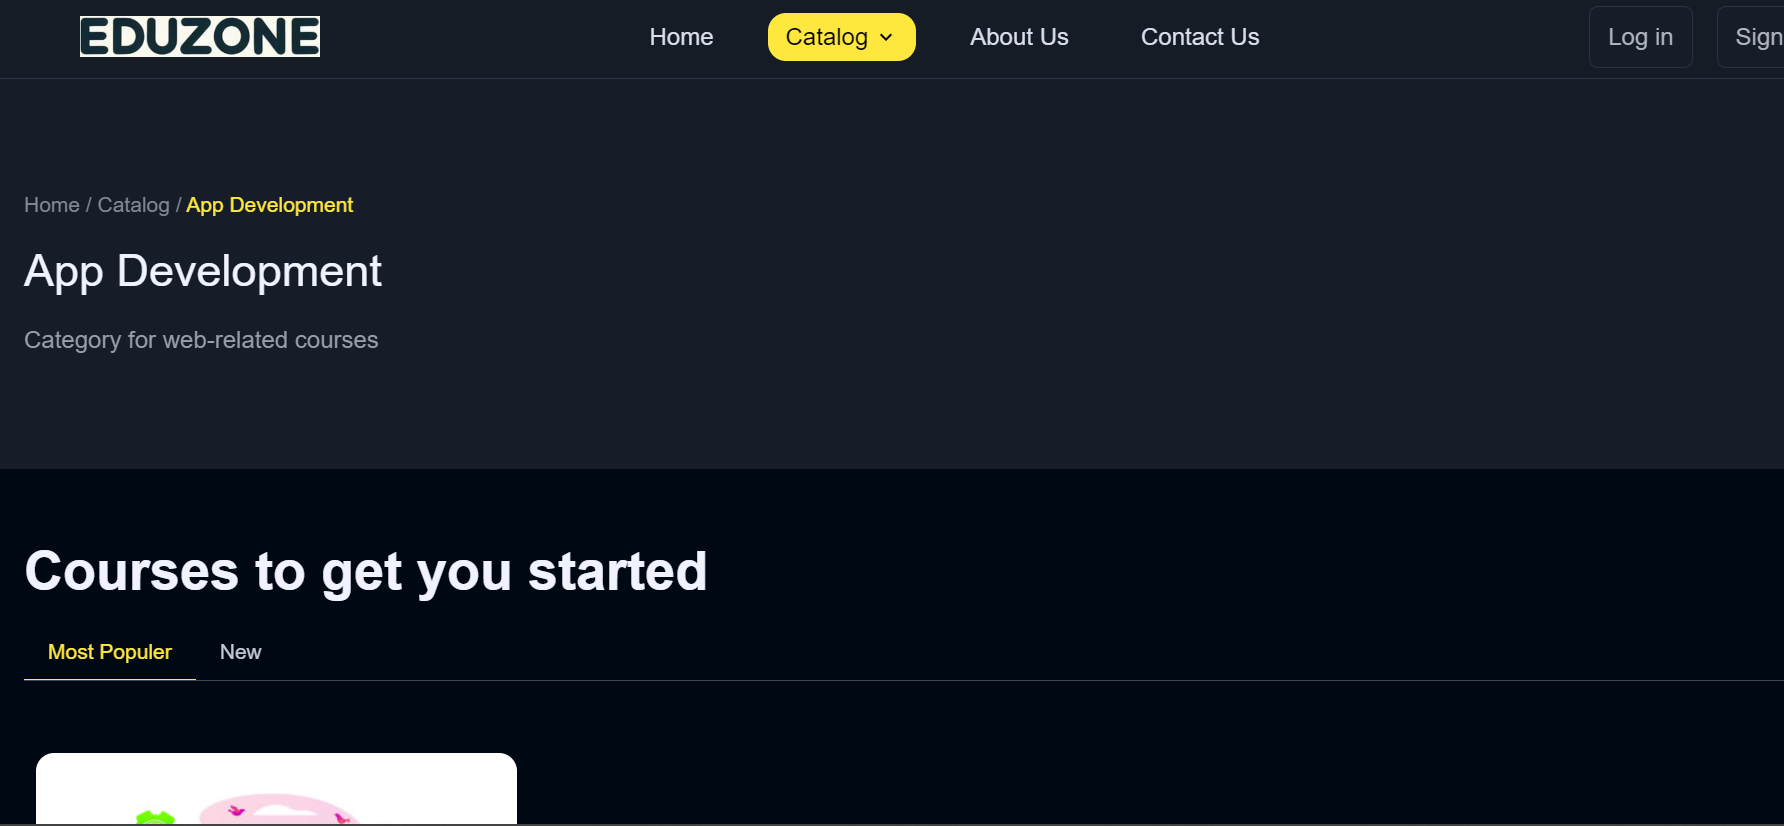 EDUZONE Home Catalog About Us Contact Us Log in Sign
Home / Catalog / App Development
App Development
Category for web-related courses
Courses to get you started
Most Populer New